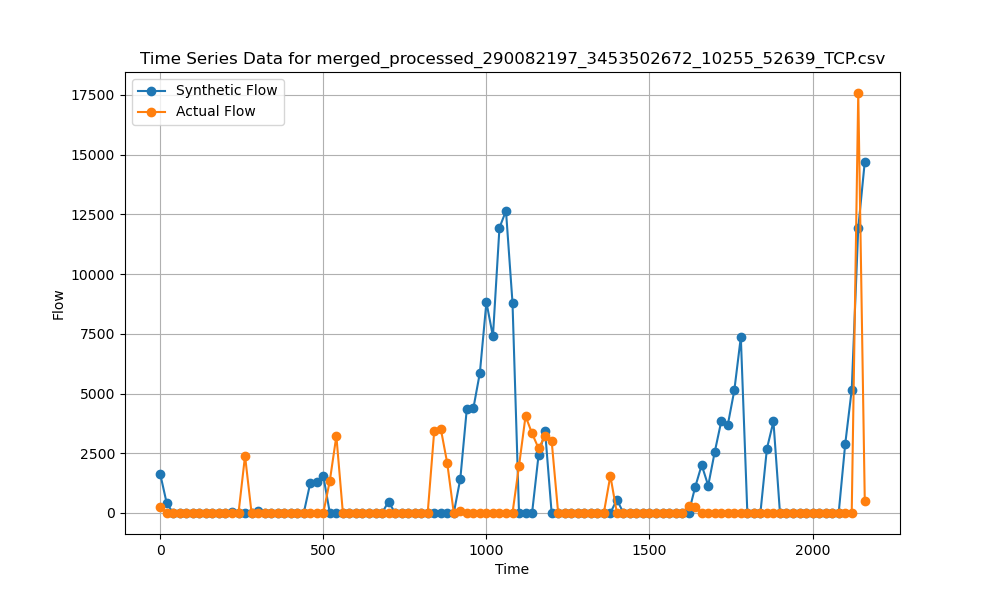 Time Series Data for merged_processed_290082197_3453502672_10255_52639_TCP.csv
Synthetic Flow
Actual Flow
17500
15000
12500
10000
7500
5000
2500
0
Flow
0 500 1000 1500 2000
Time